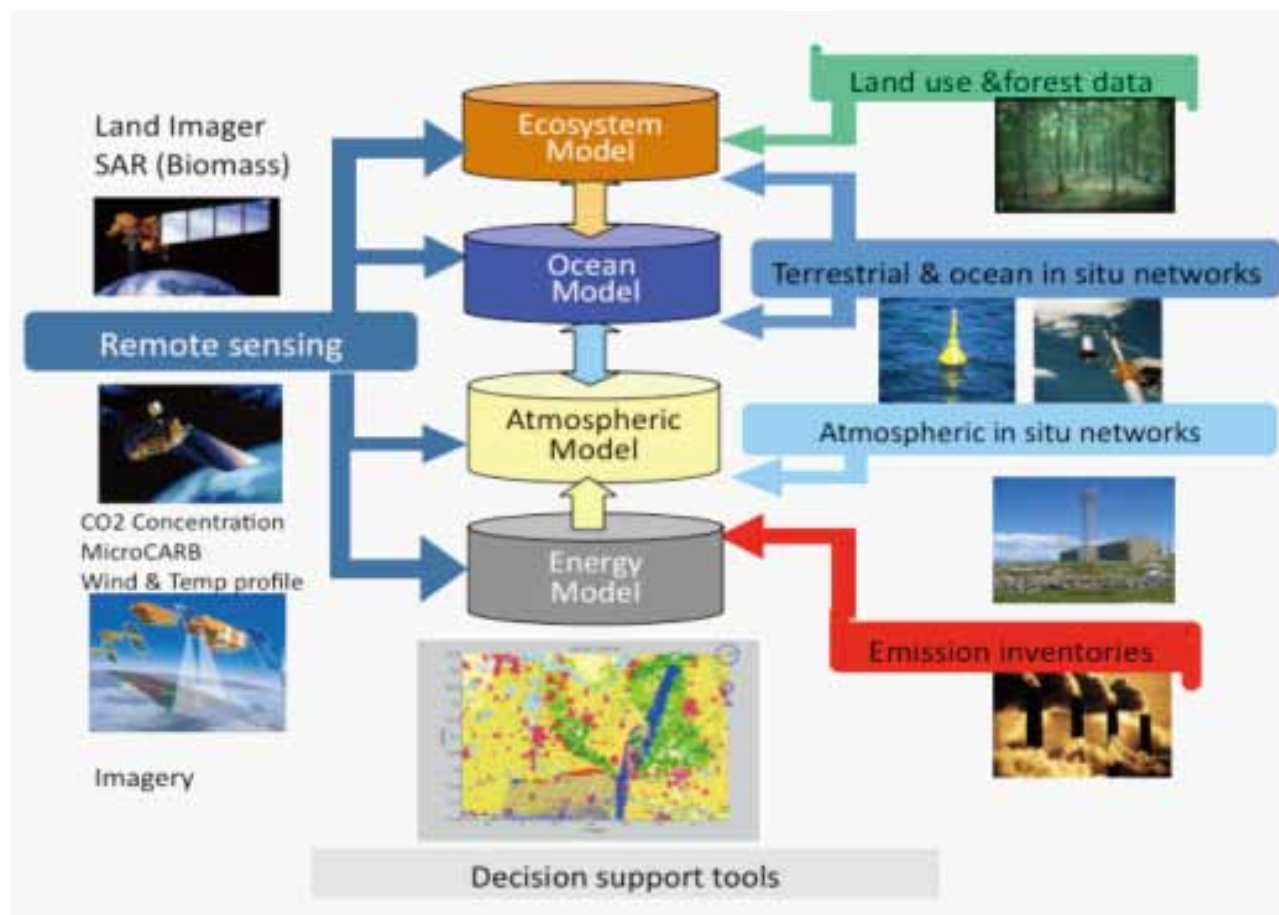 Land Imager
SAR (Biomass)
Remote sensing
CO2 Concentration
MicroCARB
Wind & Temp profile
Imagery
Ecosystem
Model
Ocean
Model
Atmospheric
Model
Energy
Model
Land use &forest data
Terrestrial & ocean in situ networks
Atmospheric in situ networks
Emission inventories
Decision support tools